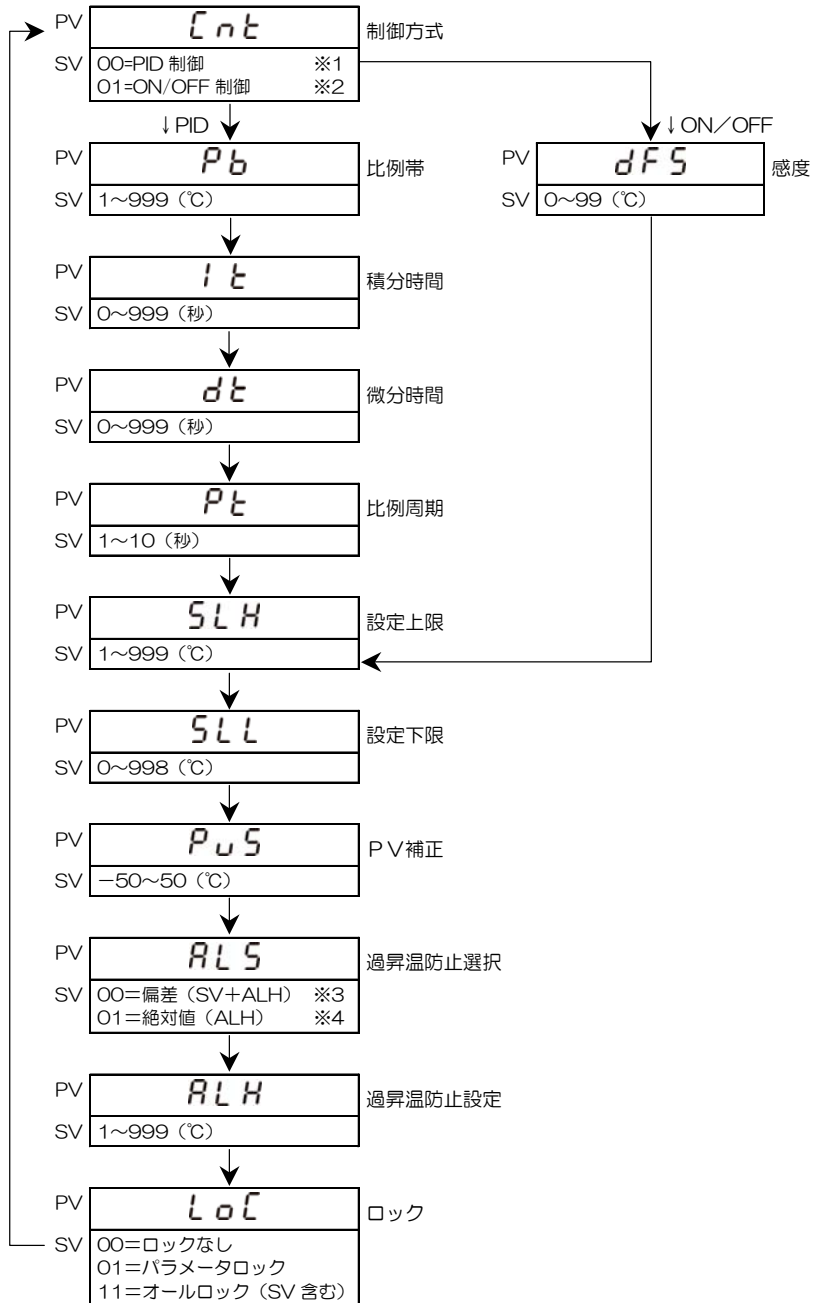 PV Cnt 制御方式
SV 00=PID 制御 ※1
01=ON/OFF 制御 ※2
↓PID
↓ON／OFF
PV Pb 比例帯
SV 1～999（℃）
PV dFS 感度
SV 0～99（℃）
PV It 積分時間
SV 0～999（秒）
PV dt 微分時間
SV 0～999（秒）
PV Pt 比例周期
SV 1～10（秒）
PV SLH 設定上限
SV 1～999（℃）
PV SLL 設定下限
SV 0～998（℃）
PV PuS ＰＶ補正
SV －50～50（℃）
PV ALS 過昇温防止選択
SV 00＝偏差（SV＋ALH） ※3
01＝絶対値（ALH） ※4
PV ALH 過昇温防止設定
SV 1～999（℃）
PV LoC ロック
SV 00＝ロックなし
01＝パラメータロック
11＝オールロック（SV 含む）